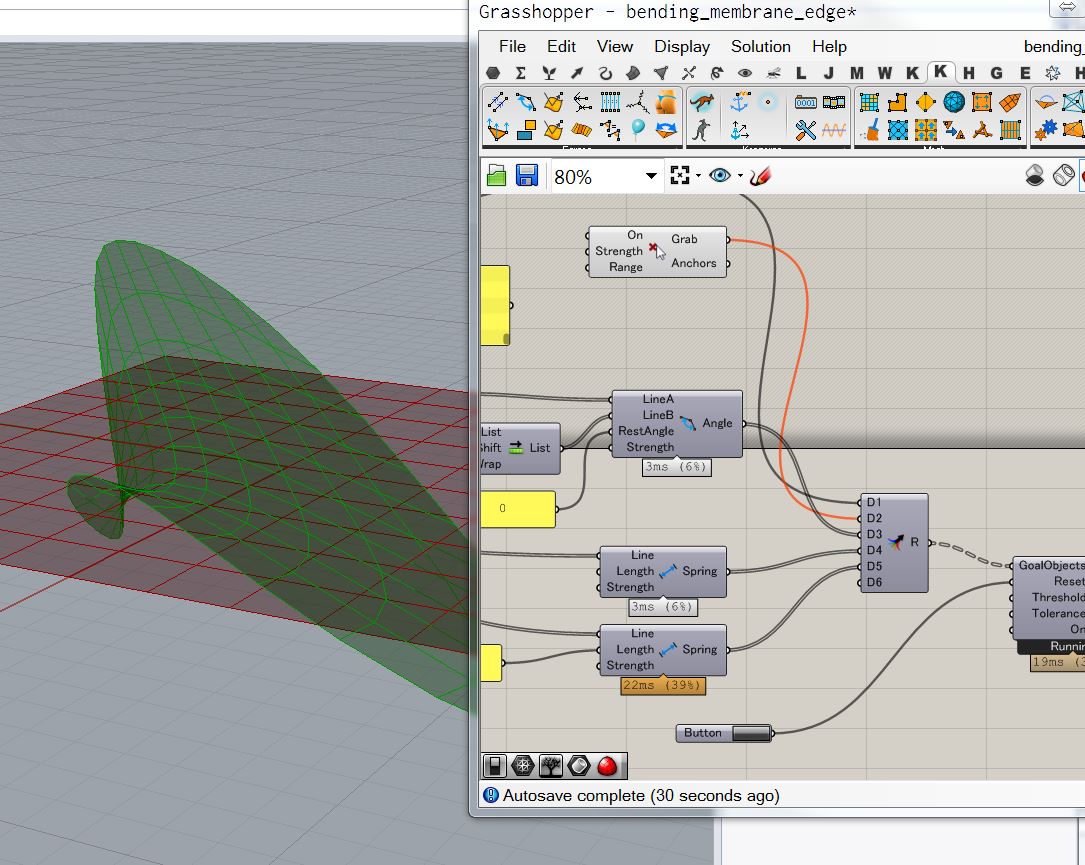 Grasshopper - bending_membrane_edge*
File Edit View Display Solution Help bending_
L J M W K K H G E H
80%
On
Strength
Range
Grab
Anchors
LineA
LineB
RestAngle
Strength
Angle
3ms (6%)
List
Shift
Wrap
List
0
D1
D2
D3
D4
D5
D6
R
Line
Length
Strength
Spring
3ms (6%)
Line
Length
Strength
Spring
22ms (39%)
GoalObjects
Reset
Threshold
Tolerance
On
Runnin
19ms (3
Button
Autosave complete (30 seconds ago)